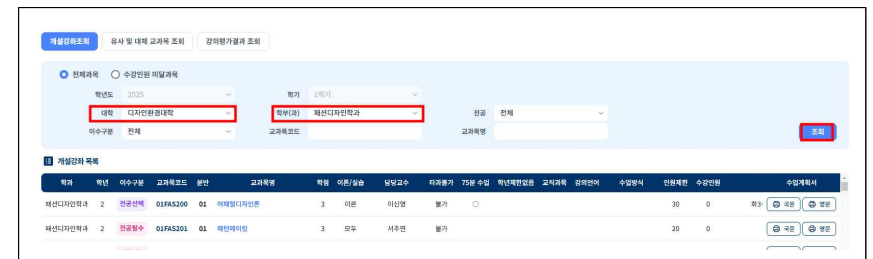 개설강좌조회 유사 및 대체 교과목 조회 강의평가결과 조회
전체과목 수강인원 미달과목
학년도 2025 학기 1학기
대학 디자인환경대학 학부(과) 패션디자인학과 전공 전체
이수구분 전체 교과목코드 교과목명 조회
개설강좌 목록
학과 학년 이수구분 교과목코드 분반 교과목명 학점 이론/실습 담당교수 타과불가 75분 수업 학년제한없음 교직과목 강의언어 수업방식 인원제한 수강인원 수업계획서
패션디자인학과 2 전공선택 01FAS200 01 어패럴디자인론 3 이론 이신영 불가 30 0 화3- 국문 영문
패션디자인학과 2 전공필수 01FAS201 01 패턴메이킹 3 모두 서추연 불가 20 0 국문 영문